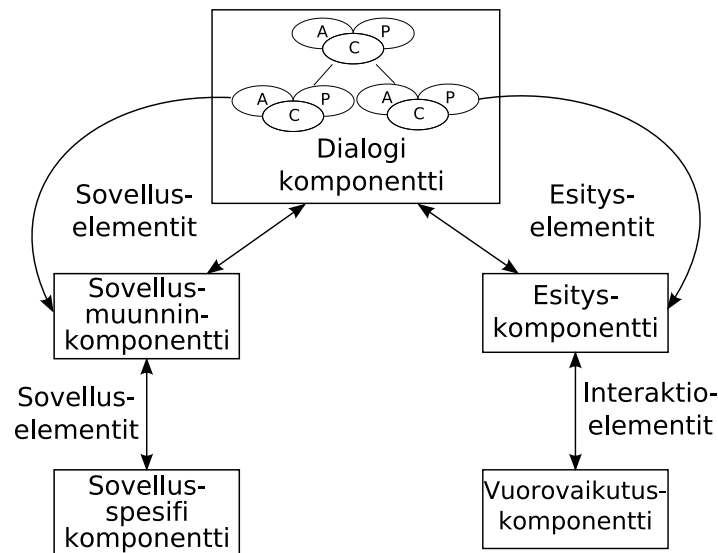 A P
C
A P
C
A P
C
Dialogi
komponentti
Sovellus-
elementit
Esitys-
elementit
Sovellus-
muunnin-
komponentti
Esitys-
komponentti
Sovellus-
elementit
Interaktio-
elementit
Sovellus-
spesifi
komponentti
Vuorovaikutus-
komponentti